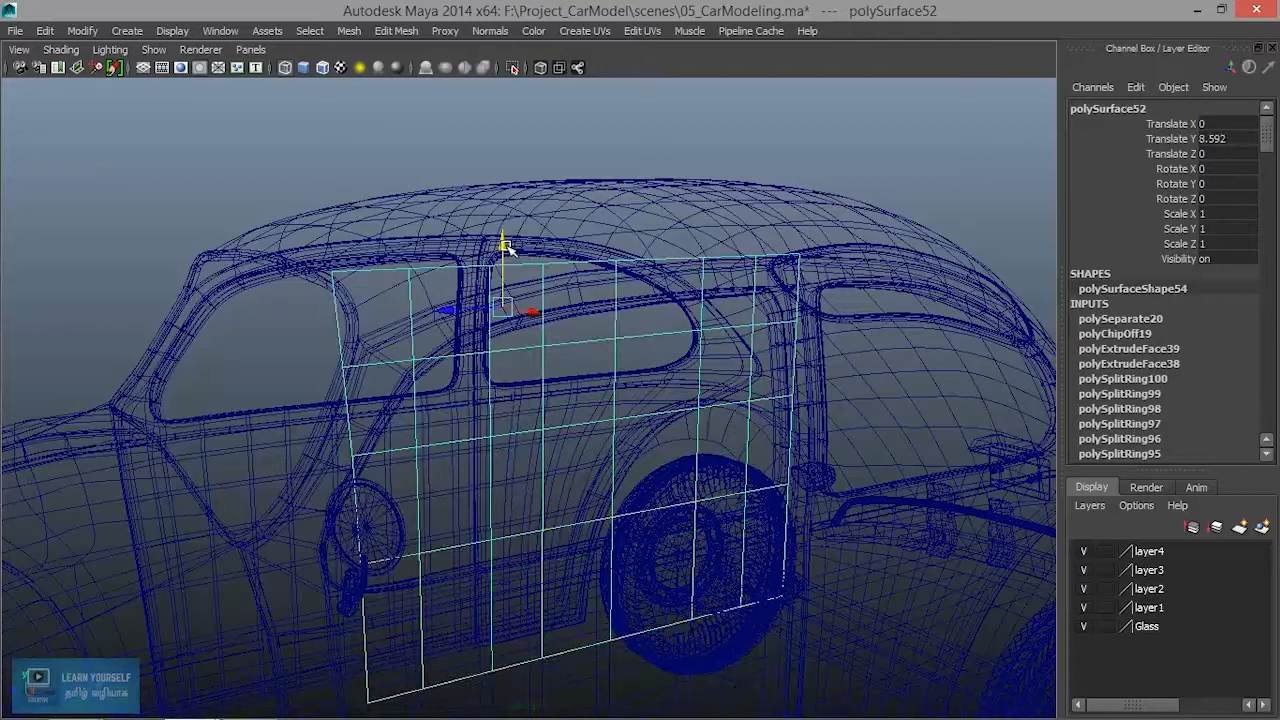 Autodesk Maya 2014 x64: F:\Project_CarModel\scenes\05_CarModeling.ma* --- polySurface52
File Edit Modify Create Display Window Assets Select Mesh Edit Mesh Proxy Normals Color Create UVs Edit UVs Muscle Pipeline Cache Help
View Shading Lighting Show Renderer Panels
Channel Box / Layer Editor
Channels Edit Object Show
polySurface52
Translate X 0
Translate Y 8.592
Translate Z 0
Rotate X 0
Rotate Y 0
Rotate Z 0
Scale X 1
Scale Y 1
Scale Z 1
Visibility on
SHAPES
polySurfaceShape54
INPUTS
polySeparate20
polyChipOff19
polyExtrudeFace39
polyExtrudeFace38
polySplitRing100
polySplitRing99
polySplitRing98
polySplitRing97
polySplitRing96
polySplitRing95
Display Render Anim
Layers Options Help
V layer4
V layer3
V layer2
V layer1
V Glass
LEARN YOURSELF
தமிழ் வழியாக